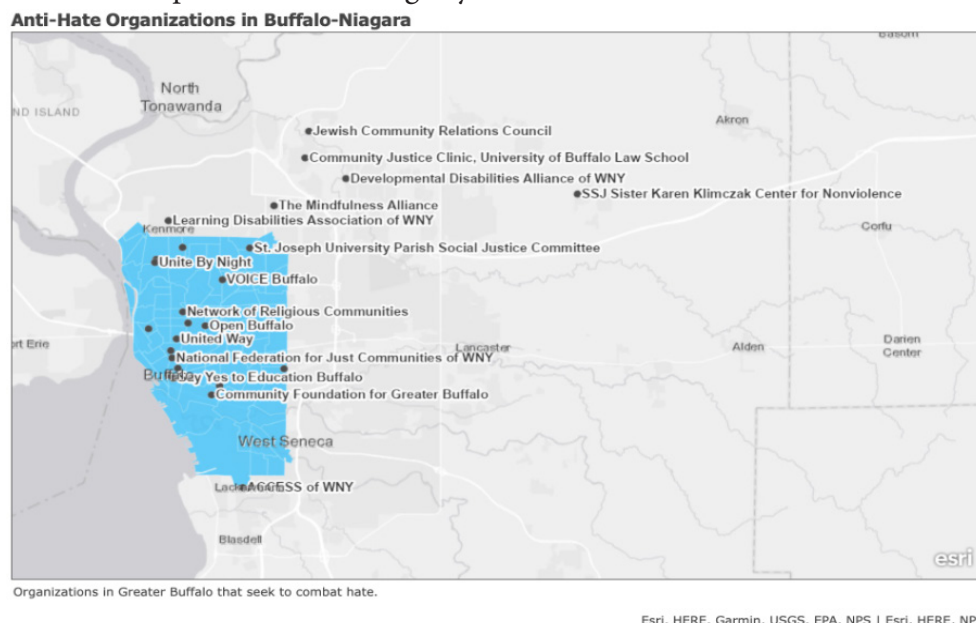 Anti-Hate Organizations in Buffalo-Niagara
Basom
North
Tonawanda
ND ISLAND
Akron
Jewish Community Relations Council
Community Justice Clinic, University of Buffalo Law School
Developmental Disabilities Alliance of WNY
SSJ Sister Karen Klimczak Center for Nonviolence
The Mindfulness Alliance
Learning Disabilities Association of WNY
Kenmore
Corfu
St. Joseph University Parish Social Justice Committee
Unite By Night
VOICE Buffalo
Network of Religious Communities
Open Buffalo
United Way
ort Erie
Lancaster
Alden
Darien
Center
National Federation for Just Communities of WNY
Buffalo
Say Yes to Education Buffalo
Community Foundation for Greater Buffalo
West Seneca
ACCESS of WNY
Blasdell
esri
Organizations in Greater Buffalo that seek to combat hate.
Esri, HERE, Garmin, USGS, EPA, NPS | Esri, HERE, NP